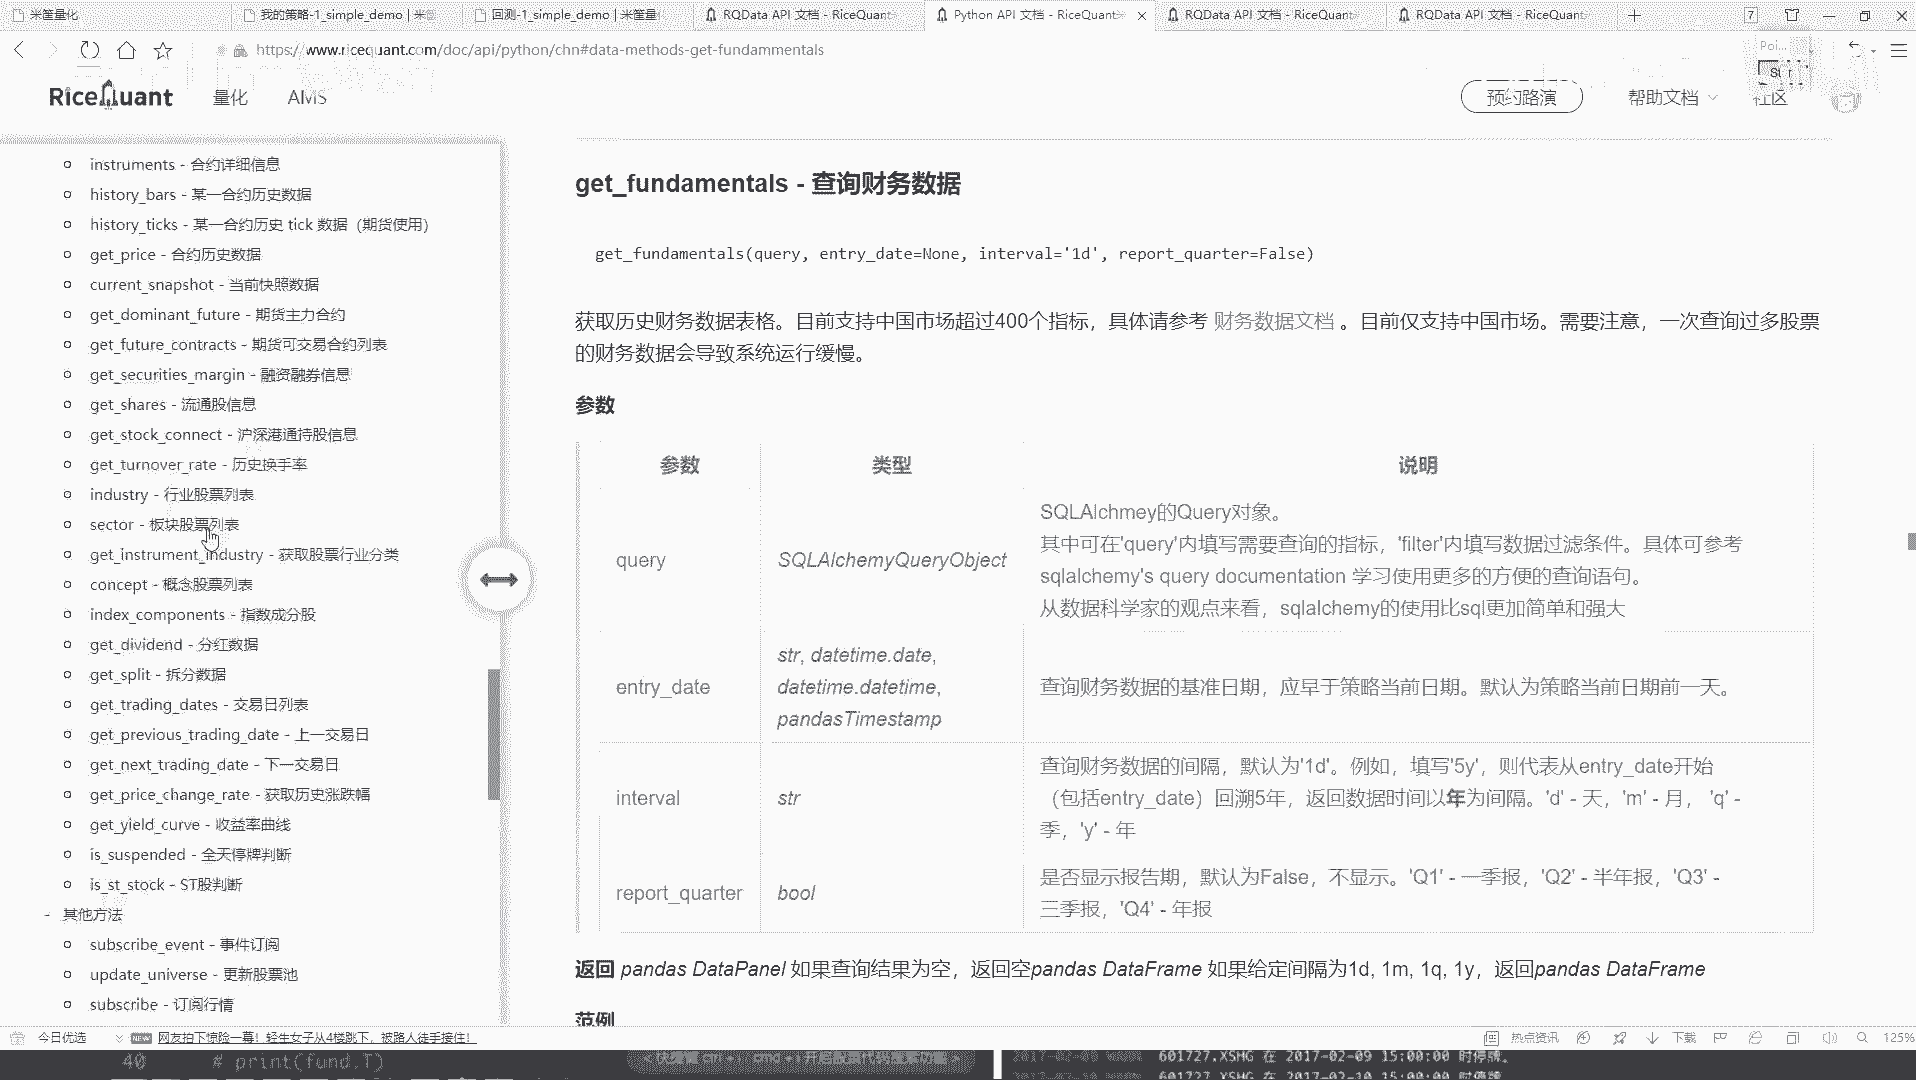 米筐量化
我的策略-1_simple_demo | 米筐
回测-1_simple_demo | 米筐量
RQData API 文档 - RiceQuant
Python API 文档 - RiceQuant
RQData API 文档 - RiceQuant
RQData API 文档 - RiceQuant
7
https://www.ricequant.com/doc/api/python/chn#data-methods-get-fundammentals
Poi...
RiceQuant
量化
AMS
预约路演
帮助文档
社区
instruments - 合约详细信息
history_bars - 某一合约历史数据
history_ticks - 某一合约历史 tick 数据（期货使用）
get_price - 合约历史数据
current_snapshot - 当前快照数据
get_dominant_future - 期货主力合约
get_future_contracts - 期货可交易合约列表
get_securities_margin - 融资融券信息
get_shares - 流通股信息
get_stock_connect - 沪深港通持股信息
get_turnover_rate - 历史换手率
industry - 行业股票列表
sector - 板块股票列表
get_instrument_industry - 获取股票行业分类
concept - 概念股票列表
index_components - 指数成分股
get_dividend - 分红数据
get_split - 拆分数据
get_trading_dates - 交易日列表
get_previous_trading_date - 上一交易日
get_next_trading_date - 下一交易日
get_price_change_rate - 获取历史涨跌幅
get_yield_curve - 收益率曲线
is_suspended - 全天停牌判断
is_st_stock - ST股判断
- 其他方法
subscribe_event - 事件订阅
update_universe - 更新股票池
subscribe - 订阅行情
get_fundamentals - 查询财务数据
get_fundamentals(query, entry_date=None, interval='1d', report_quarter=False)
获取历史财务数据表格。目前支持中国市场超过400个指标，具体请参考 财务数据文档 。目前仅支持中国市场。需要注意，一次查询过多股票
的财务数据会导致系统运行缓慢。
参数
参数 类型 说明
query SQLAlchemyQueryObject
SQLAlchmey的Query对象。
其中可在'query'内填写需要查询的指标，'filter'内填写数据过滤条件。具体可参考
sqlalchemy's query documentation 学习使用更多的方便的查询语句。
从数据科学家的观点来看，sqlalchemy的使用比sql更加简单和强大
entry_date
str, datetime.date,
datetime.datetime,
pandasTimestamp
查询财务数据的基准日期，应早于策略当前日期。默认为策略当前日期前一天。
interval str
查询财务数据的间隔，默认为'1d'。例如，填写'5y'，则代表从entry_date开始
（包括entry_date）回溯5年，返回数据时间以年为间隔。'd' - 天，'m' - 月， 'q' -
季，'y' - 年
report_quarter bool
是否显示报告期，默认为False，不显示。'Q1' - 一季报，'Q2' - 半年报，'Q3' -
三季报，'Q4' - 年报
返回 pandas DataPanel 如果查询结果为空，返回空pandas DataFrame 如果给定间隔为1d, 1m, 1q, 1y，返回pandas DataFrame
范例
今日优选
NEW
网友拍下惊险一幕！轻生女子从4楼跳下，被路人徒手接住！
热点资讯
下载
125%
40 # print(fund.T)
601727.XSHG 在 2017-02-09 15:00:00 时停牌。
601727.XSHG 在 2017-02-10 15:00:00 时停牌。